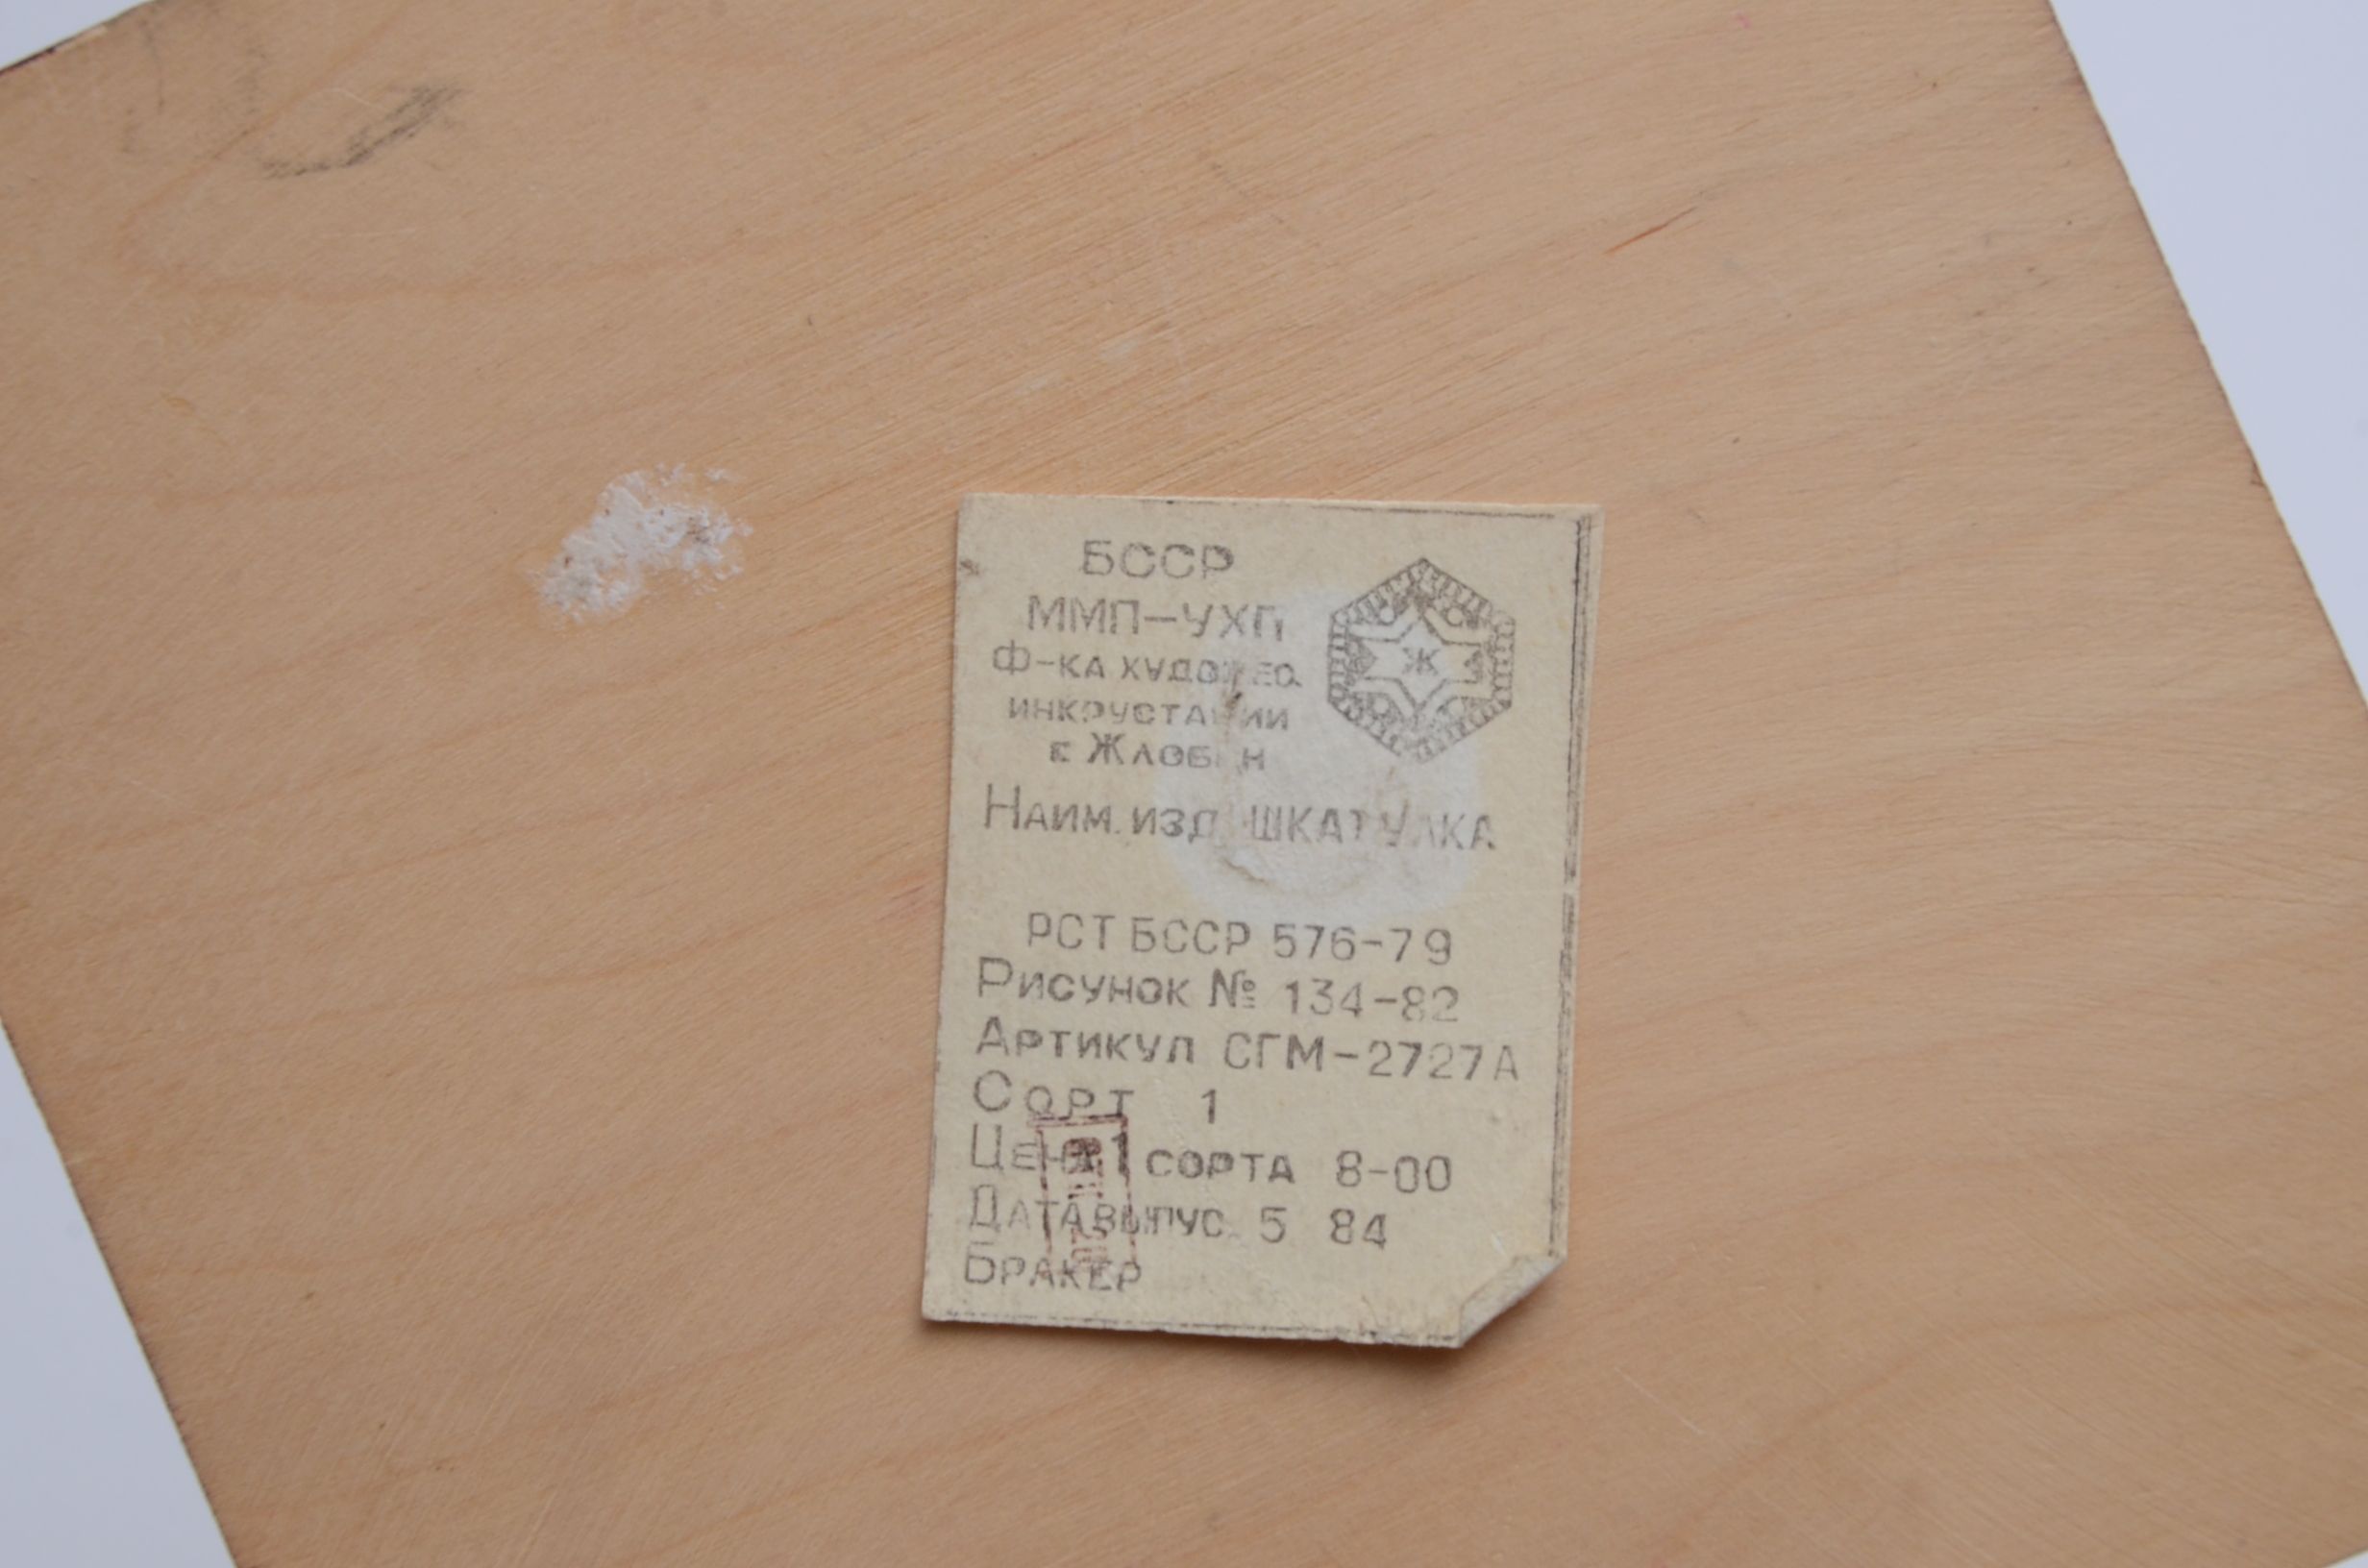 БССР
ММП-УХП
Ф-КА ХУДОЖЕС.
ИНКРУСТАЦИИ
Г. ЖЛОБИН
Ж
НАИМ. ИЗД. ШКАТУЛКА
РСТ БССР 576-79
РИСУНОК № 134-82
АРТИКУЛ СГМ-2727А
СОРТ 1
ЦЕНА 1 СОРТА 8-00
ДАТА ВЫПУС. 5 84
БРАКЕР